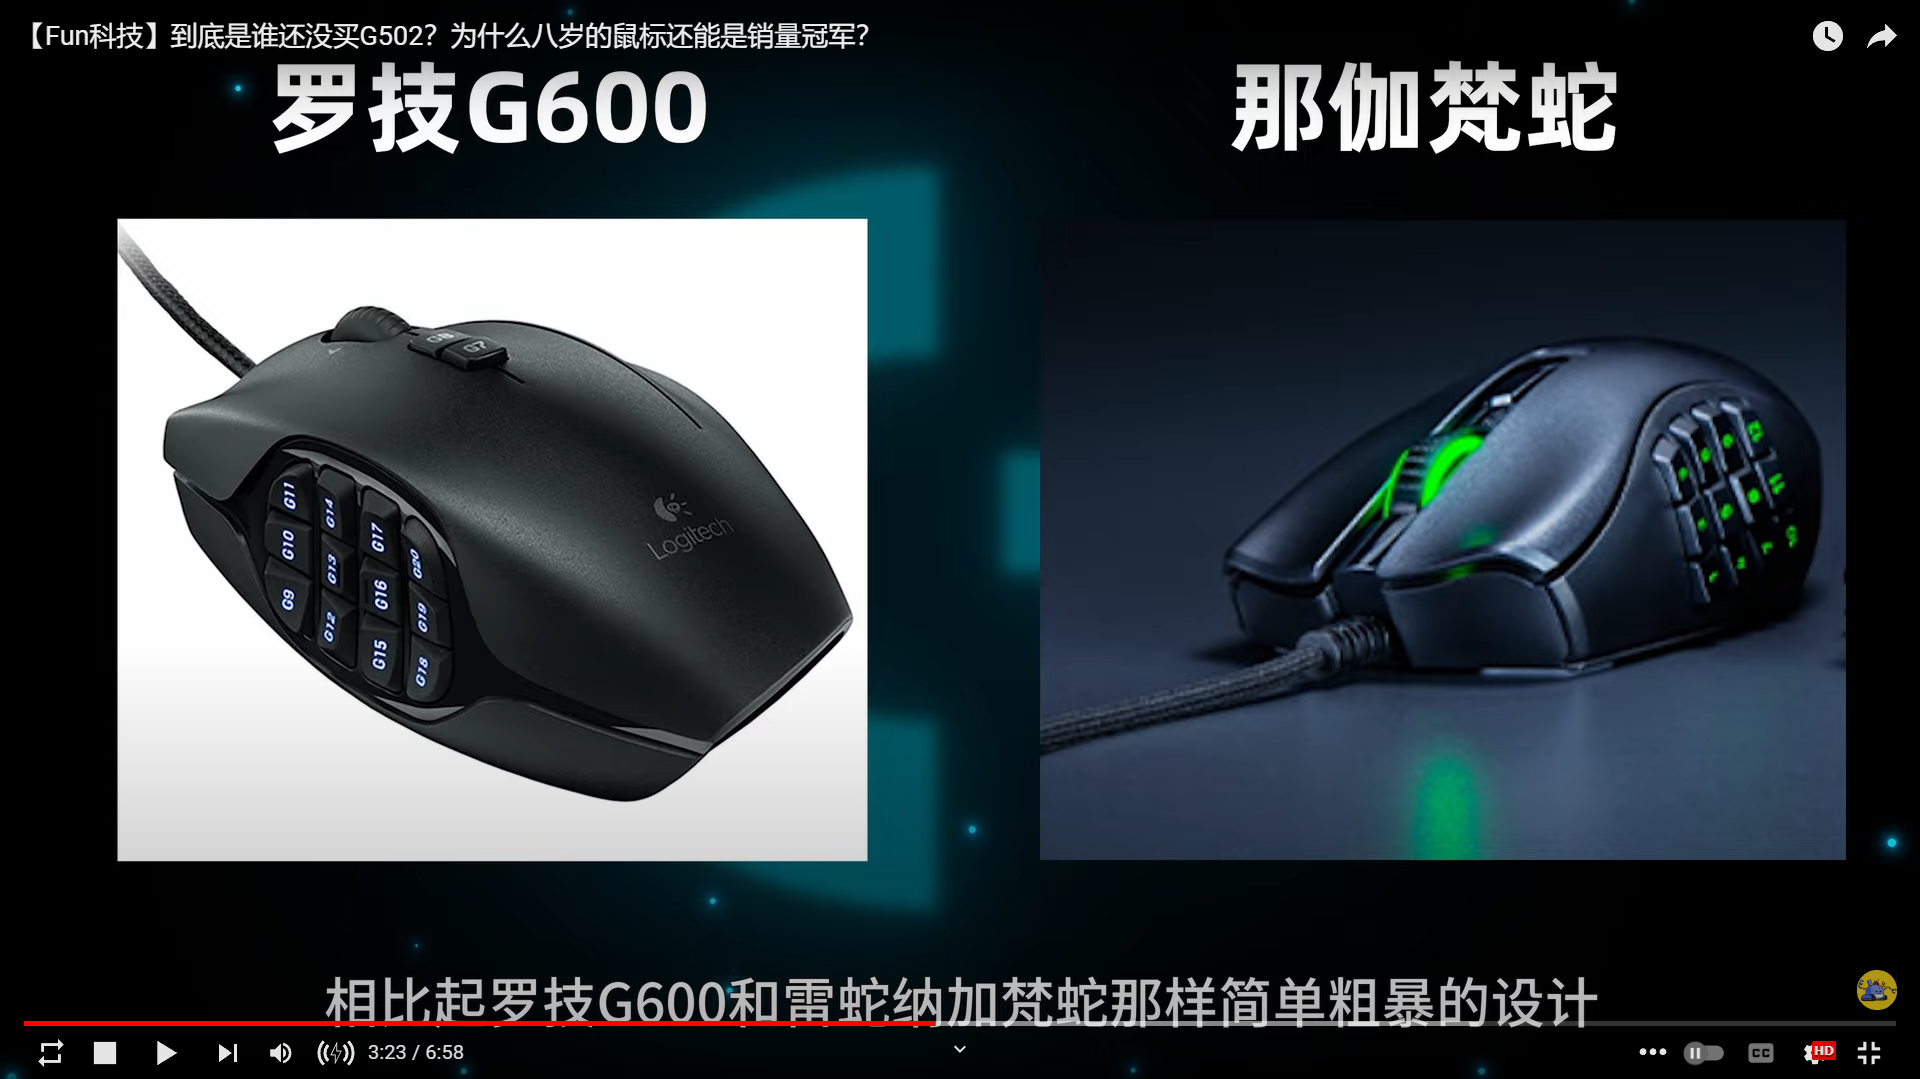 【Fun科技】到底是谁还没买G502？为什么八岁的鼠标还能是销量冠军？
罗技G600
那伽梵蛇
G8
G7
G11
G14
G17
G20
G10
G13
G16
G19
G9
G12
G15
G18
Logitech
12
11
相比起罗技G600和雷蛇纳加梵蛇那样简单粗暴的设计
3:23 / 6:58
CC
HD